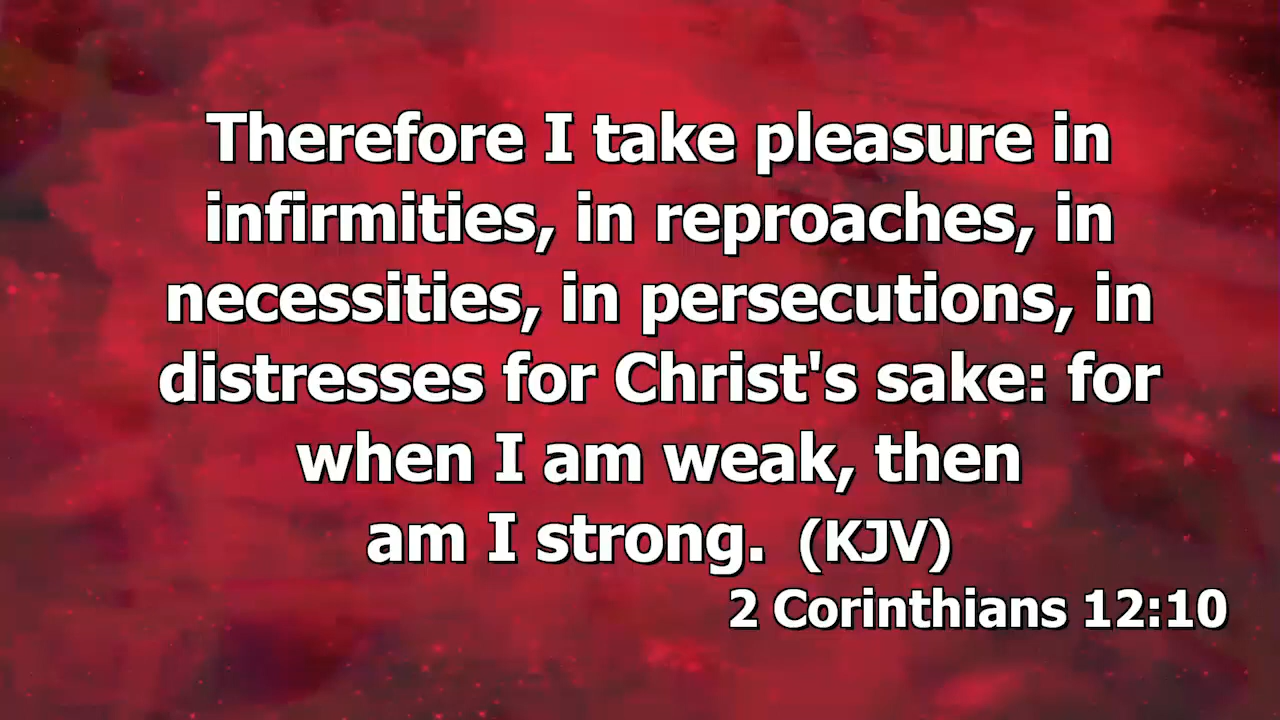 Therefore I take pleasure in
infirmities, in reproaches, in
necessities, in persecutions, in
distresses for Christ's sake: for
when I am weak, then
am I strong. (KJV)
2 Corinthians 12:10